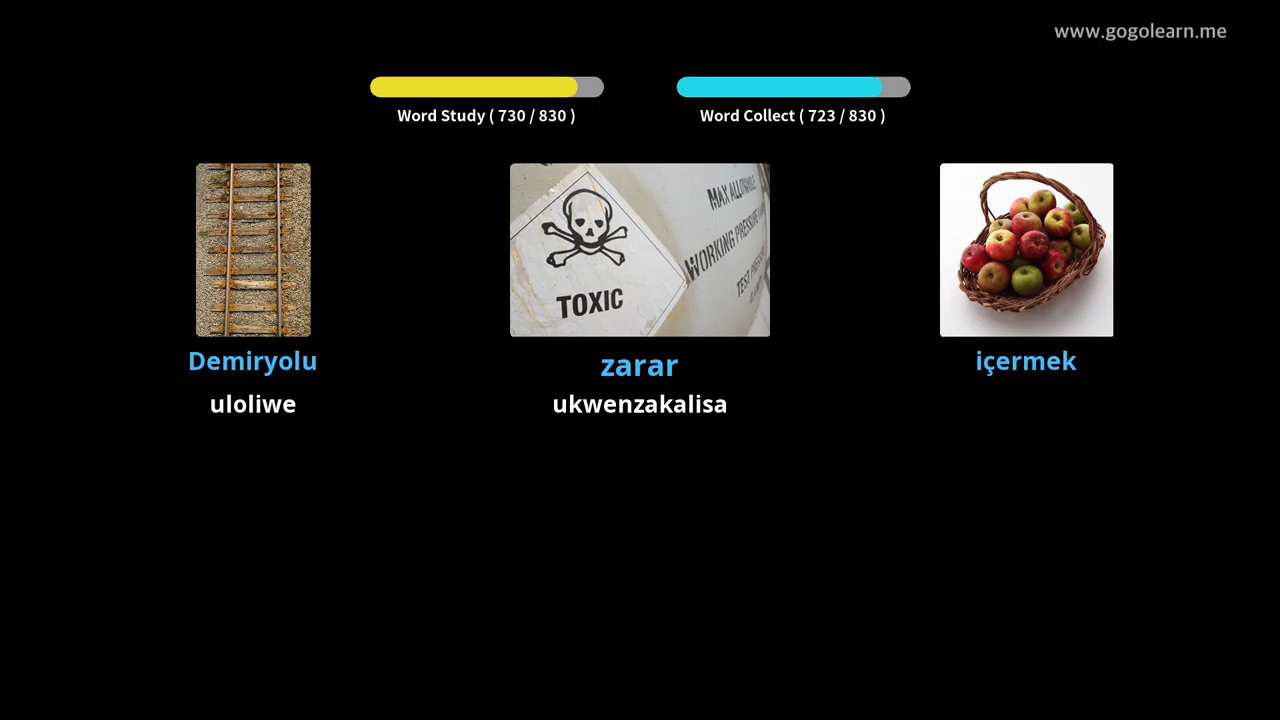 www.gogolearn.me
Word Study ( 730 / 830 )
Word Collect ( 723 / 830 )
MAX ALLOWABLE
WORKING PRESSURE
TEST
TOXIC
Demiryolu
zarar
içermek
uloliwe
ukwenzakalisa